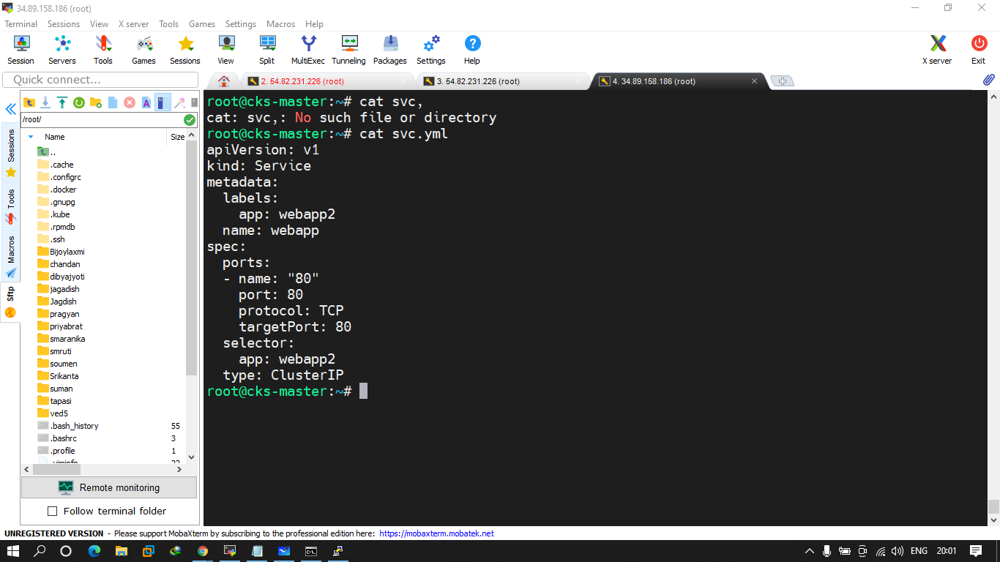 34.89.158.186 (root)
Terminal Sessions View X server Tools Games Settings Macros Help
Session Servers Tools Games Sessions View Split MultiExec Tunneling Packages Settings Help X server Exit
Quick connect...
2. 54.82.231.226 (root)
3. 54.82.231.226 (root)
4. 34.89.158.186 (root)
Sessions
Tools
Macros
Sftp
/root/
Name Size
..
.cache
.configrc
.docker
.gnupg
.kube
.rpmdb
.ssh
Bijoylaxmi
chandan
dibyajyoti
jagadish
Jagdish
pragyan
priyabrat
smaranika
smruti
soumen
Srikanta
suman
tapasi
ved5
.bash_history 55
.bashrc 3
.profile 1
.viminfo 22
Remote monitoring
Follow terminal folder
root@cks-master:~# cat svc,
cat: svc,: No such file or directory
root@cks-master:~# cat svc.yml
apiVersion: v1
kind: Service
metadata:
  labels:
    app: webapp2
  name: webapp
spec:
  ports:
  - name: "80"
    port: 80
    protocol: TCP
    targetPort: 80
  selector:
    app: webapp2
  type: ClusterIP
root@cks-master:~#
UNREGISTERED VERSION - Please support MobaXterm by subscribing to the professional edition here: https://mobaxterm.mobatek.net
ENG 20:01